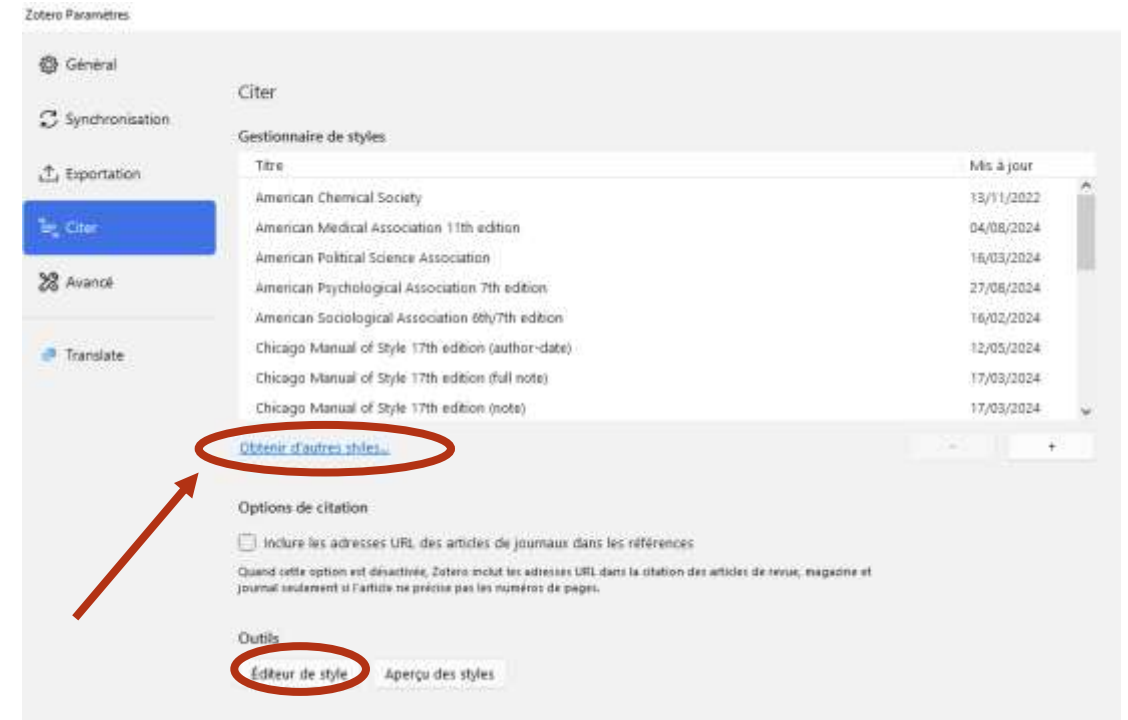 Zotero Paramètres
Général
Synchronisation
Exportation
Citer
Avancé
Translate
Citer
Gestionnaire de styles
Titre Mis à jour
American Chemical Society 13/11/2022
American Medical Association 11th edition 04/08/2024
American Political Science Association 16/03/2024
American Psychological Association 7th edition 27/06/2024
American Sociological Association 6th/7th edition 16/02/2024
Chicago Manual of Style 17th edition (author-date) 12/05/2024
Chicago Manual of Style 17th edition (full note) 17/03/2024
Chicago Manual of Style 17th edition (note) 17/03/2024
Obtenir d'autres styles...
- +
Options de citation
Inclure les adresses URL des articles de journaux dans les références
Quand cette option est désactivée, Zotero inclut les adresses URL dans la citation des articles de revue, magazine et
journal seulement si l'article ne précise pas les numéros de pages.
Outils
Éditeur de style Aperçu des styles